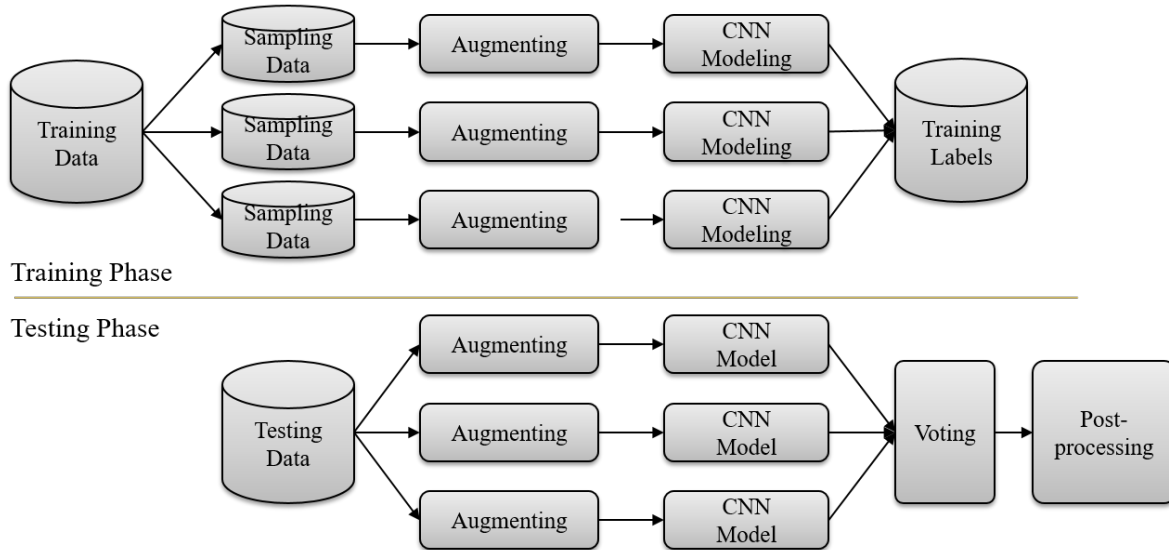 Sampling
Data
Augmenting
CNN
Modeling
Training
Data
Sampling
Data
Augmenting
CNN
Modeling
Training
Labels
Sampling
Data
Augmenting
CNN
Modeling
Training Phase
Testing Phase
Augmenting
CNN
Model
Testing
Data
Augmenting
CNN
Model
Voting
Post-
processing
Augmenting
CNN
Model